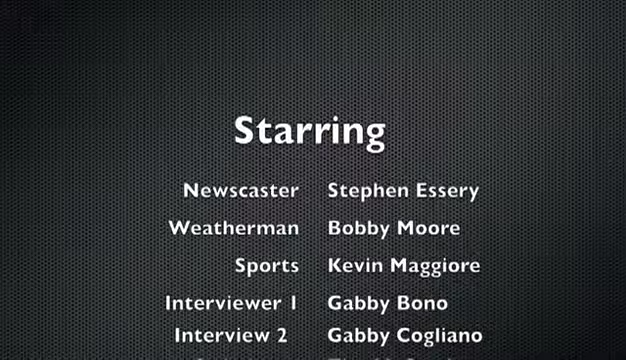 Starring
Newscaster Stephen Essery
Weatherman Bobby Moore
Sports Kevin Maggiore
Interviewer 1 Gabby Bono
Interview 2 Gabby Cogliano